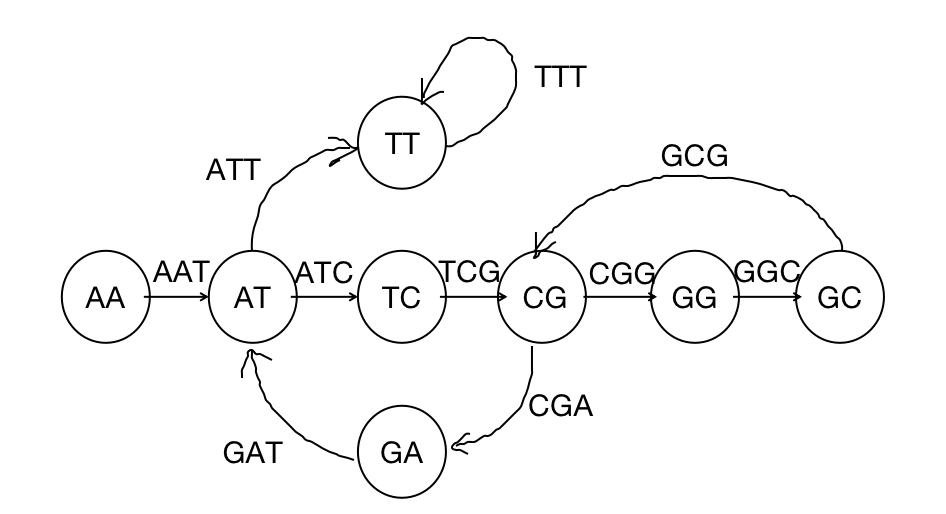 TTT
TT
ATT
GCG
AAT ATC TCG CGG GGC
AA AT TC CG GG GC
CGA
GAT GA